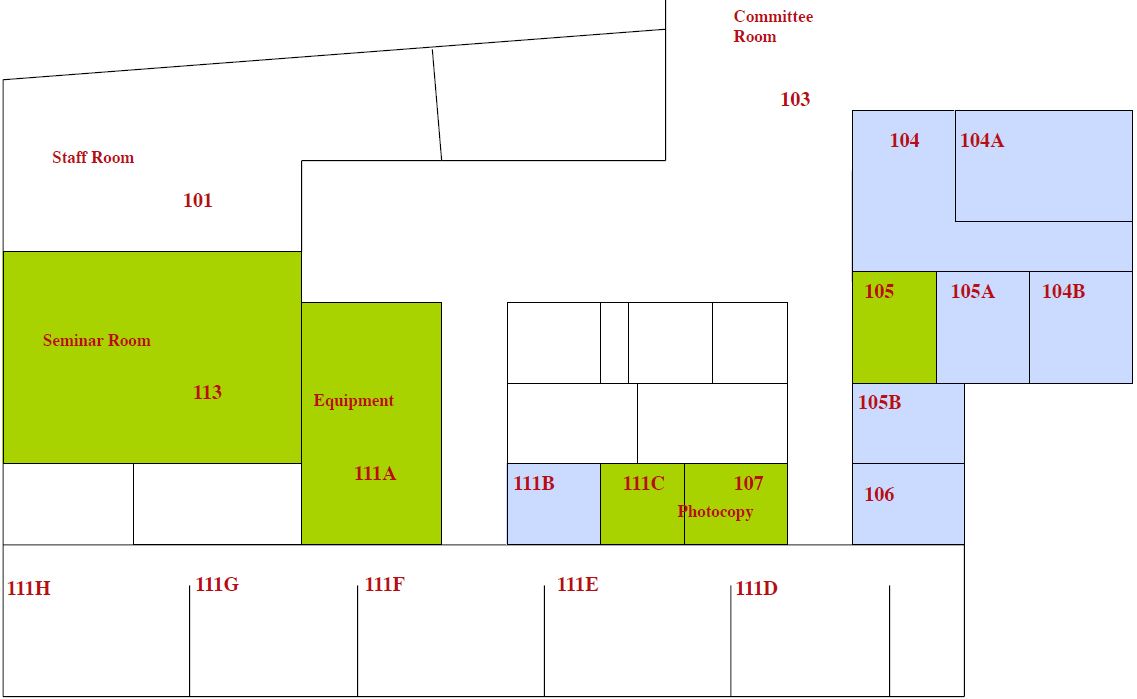 Committee
Room
103
104
104A
Staff Room
101
105
105A
104B
Seminar Room
113
Equipment
111A
105B
111B
111C
107
Photocopy
106
111H
111G
111F
111E
111D